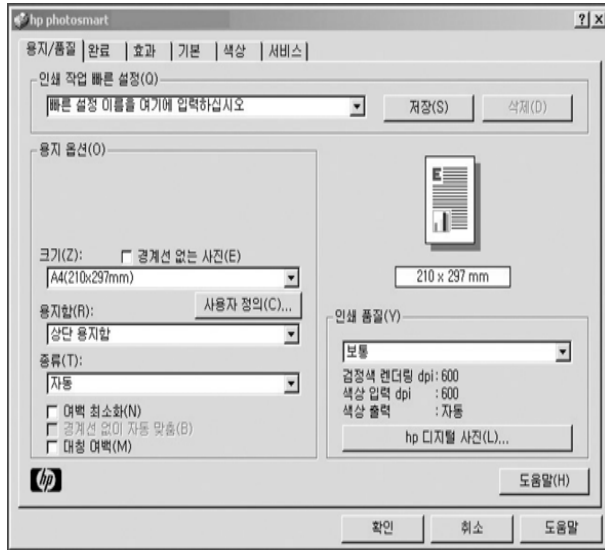 hp photosmart
용지/품질 완료 효과 기본 색상 서비스
인쇄 작업 빠른 설정(Q)
빠른 설정 이름을 여기에 입력하십시오
저장(S)
삭제(D)
용지 옵션(O)
크기(Z):
경계선 없는 사진(E)
A4(210x297mm)
사용자 정의(C)...
용지함(R):
상단 용지함
종류(T):
자동
여백 최소화(N)
경계선 없이 자동 맞춤(B)
대칭 여백(M)
E
210 x 297 mm
인쇄 품질(Y)
보통
검정색 렌더링 dpi: 600
색상 입력 dpi : 600
색상 출력 : 자동
hp 디지털 사진(L)...
hp
도움말(H)
확인 취소 도움말